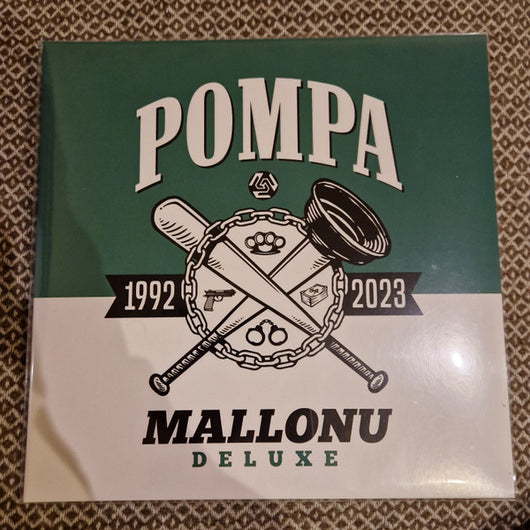 POMPA
1992 2023
MALLONU
DELUXE